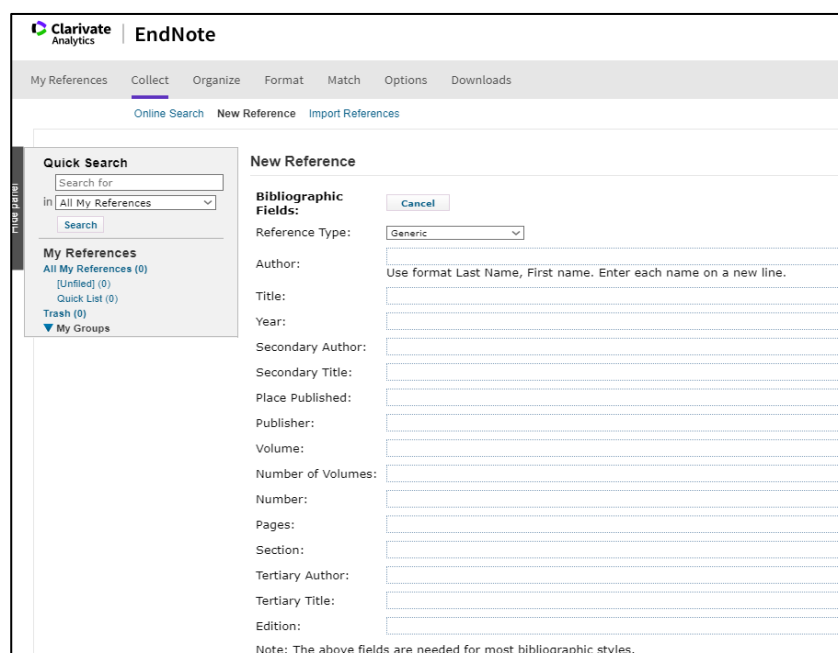 Clarivate
Analytics
EndNote
My References Collect Organize Format Match Options Downloads
Online Search New Reference Import References
Hide panel
Quick Search
Search for
in All My References
Search
My References
All My References (0)
[Unfiled] (0)
Quick List (0)
Trash (0)
▼ My Groups
New Reference
Bibliographic
Fields:
Cancel
Reference Type: Generic
Author:
Use format Last Name, First name. Enter each name on a new line.
Title:
Year:
Secondary Author:
Secondary Title:
Place Published:
Publisher:
Volume:
Number of Volumes:
Number:
Pages:
Section:
Tertiary Author:
Tertiary Title:
Edition:
Note: The above fields are needed for most bibliographic styles.